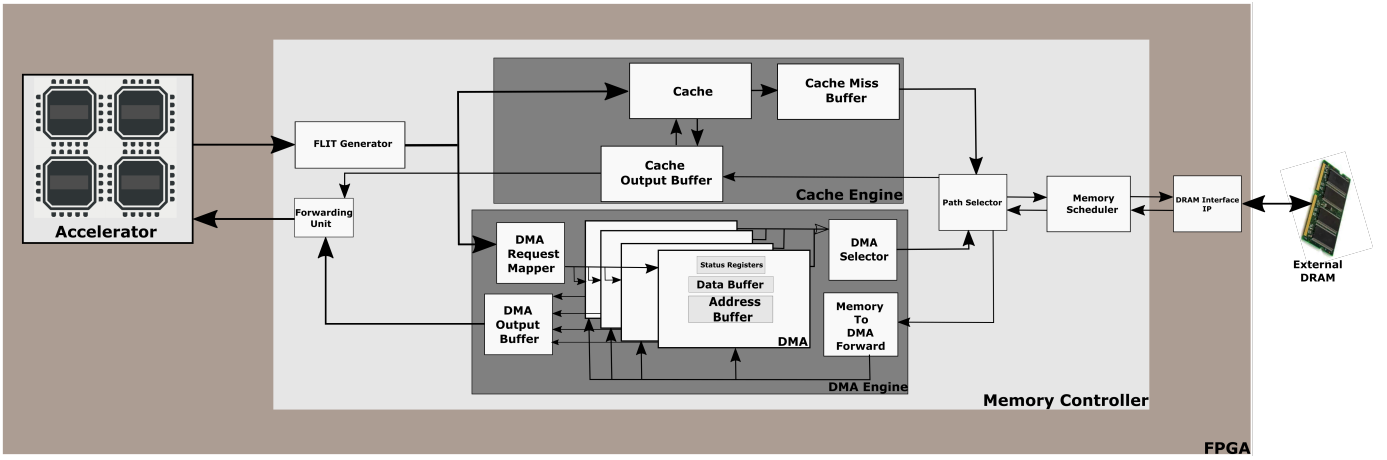 Accelerator
FLIT Generator
Forwarding
Unit
Cache
Cache Miss
Buffer
Cache
Output Buffer
Cache Engine
DMA
Request
Mapper
DMA
Output
Buffer
Status Registers
Data Buffer
Address
Buffer
DMA
DMA
Selector
Memory
To
DMA
Forward
DMA Engine
Path Selector
Memory
Scheduler
DRAM Interface
IP
Memory Controller
External
DRAM
FPGA